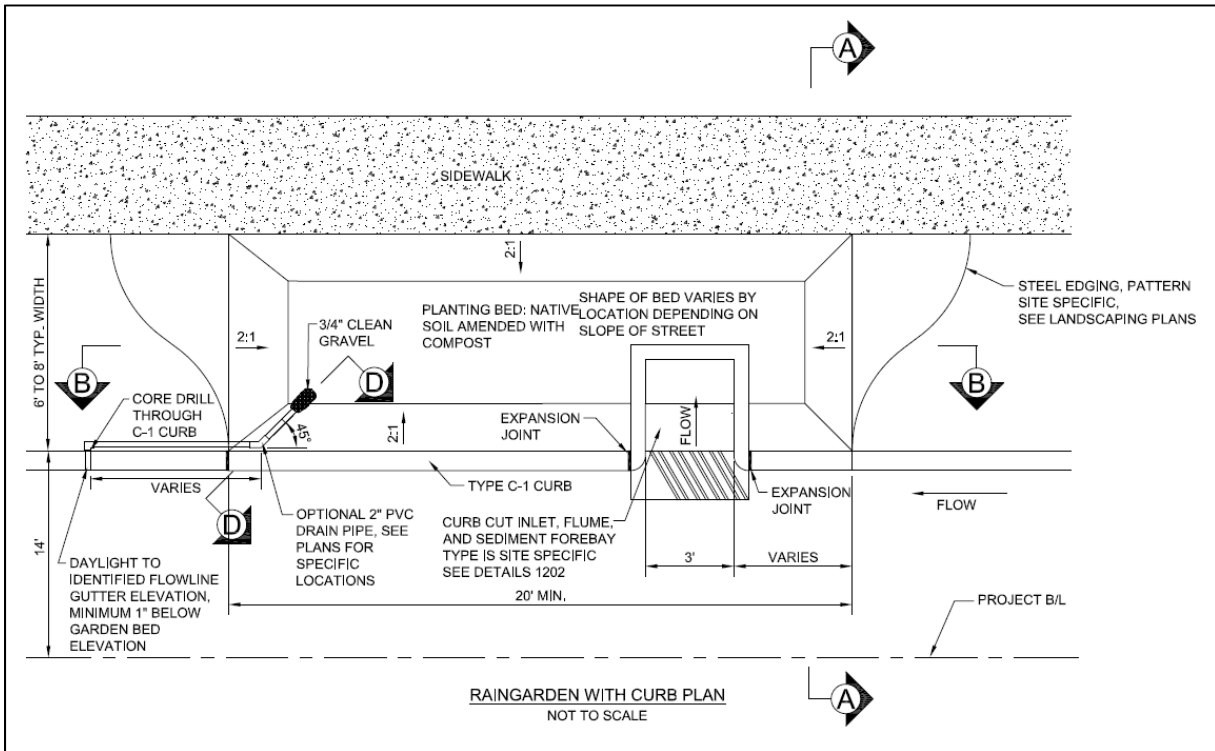 A
SIDEWALK
2:1
6' TO 8' TYP. WIDTH
PLANTING BED: NATIVE
SOIL AMENDED WITH
COMPOST
SHAPE OF BED VARIES BY
LOCATION DEPENDING ON
SLOPE OF STREET
STEEL EDGING, PATTERN
SITE SPECIFIC,
SEE LANDSCAPING PLANS
3/4" CLEAN
GRAVEL
2:1
2:1
B
D
B
CORE DRILL
THROUGH
C-1 CURB
45°
2:1
EXPANSION
JOINT
FLOW
VARIES
TYPE C-1 CURB
EXPANSION
JOINT
FLOW
D
OPTIONAL 2" PVC
DRAIN PIPE, SEE
PLANS FOR
SPECIFIC
LOCATIONS
CURB CUT INLET, FLUME,
AND SEDIMENT FOREBAY
TYPE IS SITE SPECIFIC
SEE DETAILS 1202
3'
VARIES
14'
DAYLIGHT TO
IDENTIFIED FLOWLINE
GUTTER ELEVATION,
MINIMUM 1" BELOW
GARDEN BED
ELEVATION
20' MIN.
PROJECT B/L
RAINGARDEN WITH CURB PLAN
NOT TO SCALE
A